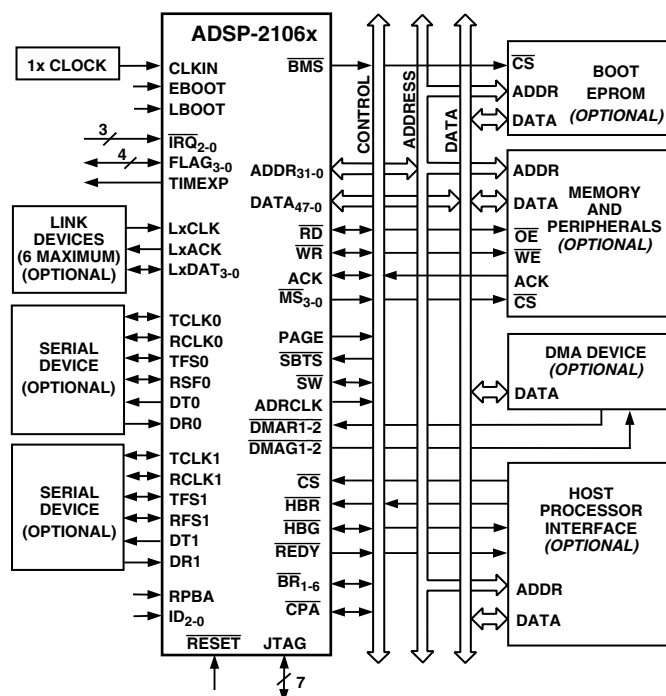 ADSP-2106x
1x CLOCK
CLKIN
EBOOT
LBOOT
3
IRQ2-0
4
FLAG3-0
TIMEXP
LINK
DEVICES
(6 MAXIMUM)
(OPTIONAL)
LxCLK
LxACK
LxDAT3-0
SERIAL
DEVICE
(OPTIONAL)
TCLK0
RCLK0
TFS0
RSF0
DT0
DR0
SERIAL
DEVICE
(OPTIONAL)
TCLK1
RCLK1
TFS1
RFS1
DT1
DR1
RPBA
ID2-0
RESET
JTAG
7
BMS
ADDR31-0
DATA47-0
RD
WR
ACK
MS3-0
PAGE
SBTS
SW
ADRCLK
DMAR1-2
DMAG1-2
CS
HBR
HBG
REDY
BR1-6
CPA
CONTROL
ADDRESS
DATA
CS
BOOT
EPROM
(OPTIONAL)
ADDR
DATA
ADDR
MEMORY
AND
PERIPHERALS
(OPTIONAL)
DATA
OE
WE
ACK
CS
DMA DEVICE
(OPTIONAL)
DATA
HOST
PROCESSOR
INTERFACE
(OPTIONAL)
ADDR
DATA